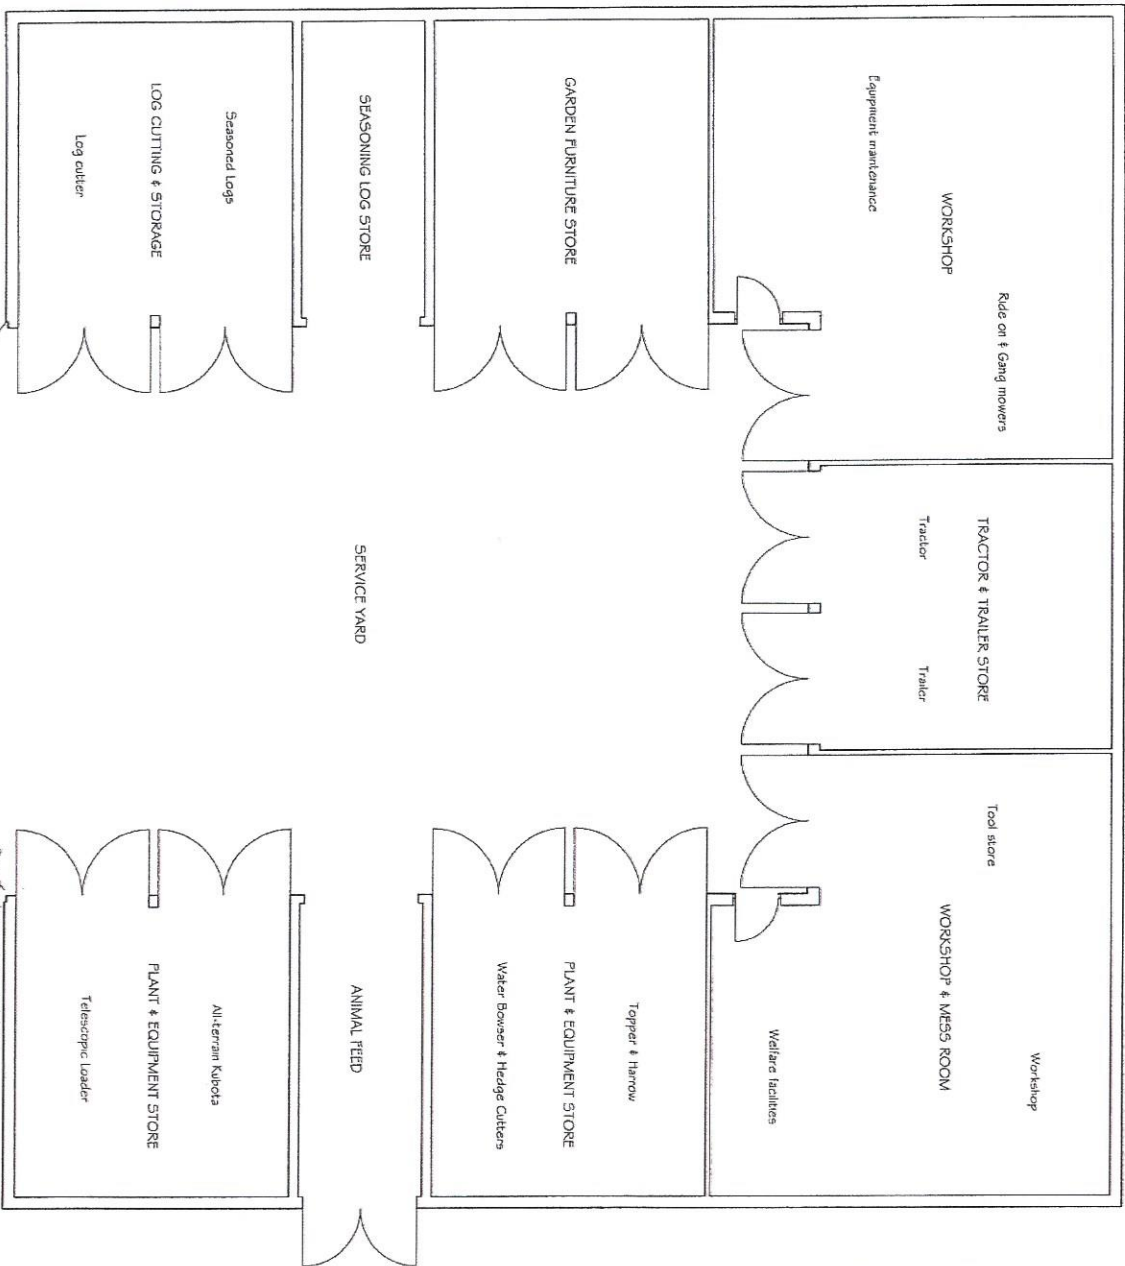 WORKSHOP
Equipment maintenance
Ride on & Gang mowers
TRACTOR & TRAILER STORE
Tractor
Trailer
Workshop
Tool store
WORKSHOP & MESS ROOM
Welfare facilities
GARDEN FURNITURE STORE
Topper & Harrow
PLANT & EQUIPMENT STORE
Water Bowser & Hedge Cutters
SEASONING LOG STORE
SERVICE YARD
ANIMAL FEED
Seasoned Logs
LOG CUTTING & STORAGE
Log cutter
All-terrain Kubota
PLANT & EQUIPMENT STORE
Telescopic Loader